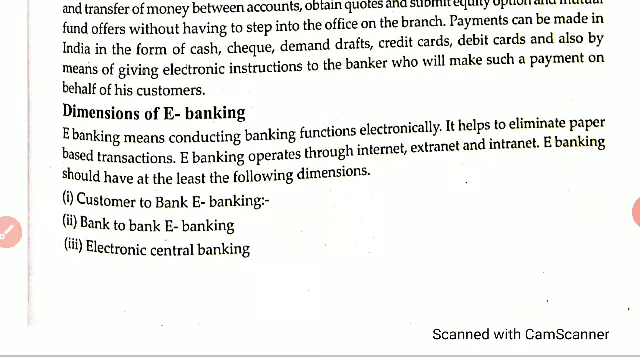 and transfer of money between accounts, obtain quotes and submit equity option and mutual
fund offers without having to step into the office on the branch. Payments can be made in
India in the form of cash, cheque, demand drafts, credit cards, debit cards and also by
means of giving electronic instructions to the banker who will make such a payment on
behalf of his customers.
Dimensions of E- banking
E banking means conducting banking functions electronically. It helps to eliminate paper
based transactions. E banking operates through internet, extranet and intranet. E banking
should have at the least the following dimensions.
(i) Customer to Bank E- banking:-
(ii) Bank to bank E- banking
(iii) Electronic central banking
Scanned with CamScanner